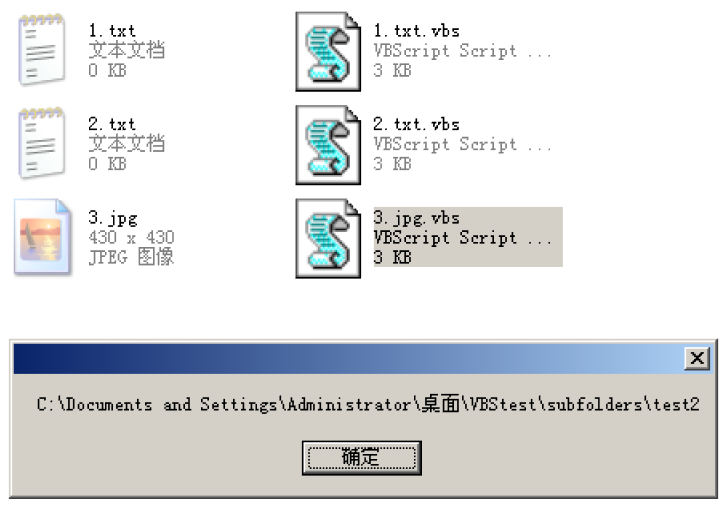 1.txt
文本文档
0 KB
1.txt.vbs
VBScript Script ...
3 KB
2.txt
文本文档
0 KB
2.txt.vbs
VBScript Script ...
3 KB
3.jpg
430 x 430
JPEG 图像
3.jpg.vbs
VBScript Script ...
3 KB
C:\Documents and Settings\Administrator\桌面\VBStest\subfolders\test2
确定